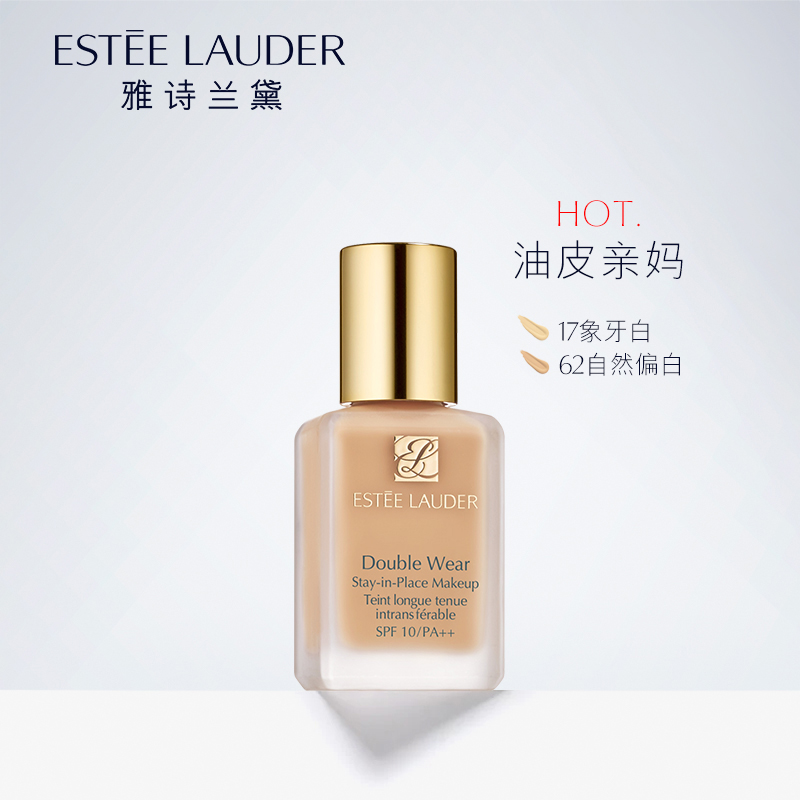 ESTĒE LAUDER
雅诗兰黛
HOT.
油皮亲妈
17象牙白
62自然偏白
ESTĒE LAUDER
Double Wear
Stay-in-Place Makeup
Teint longue tenue
intransférable
SPF 10/PA++